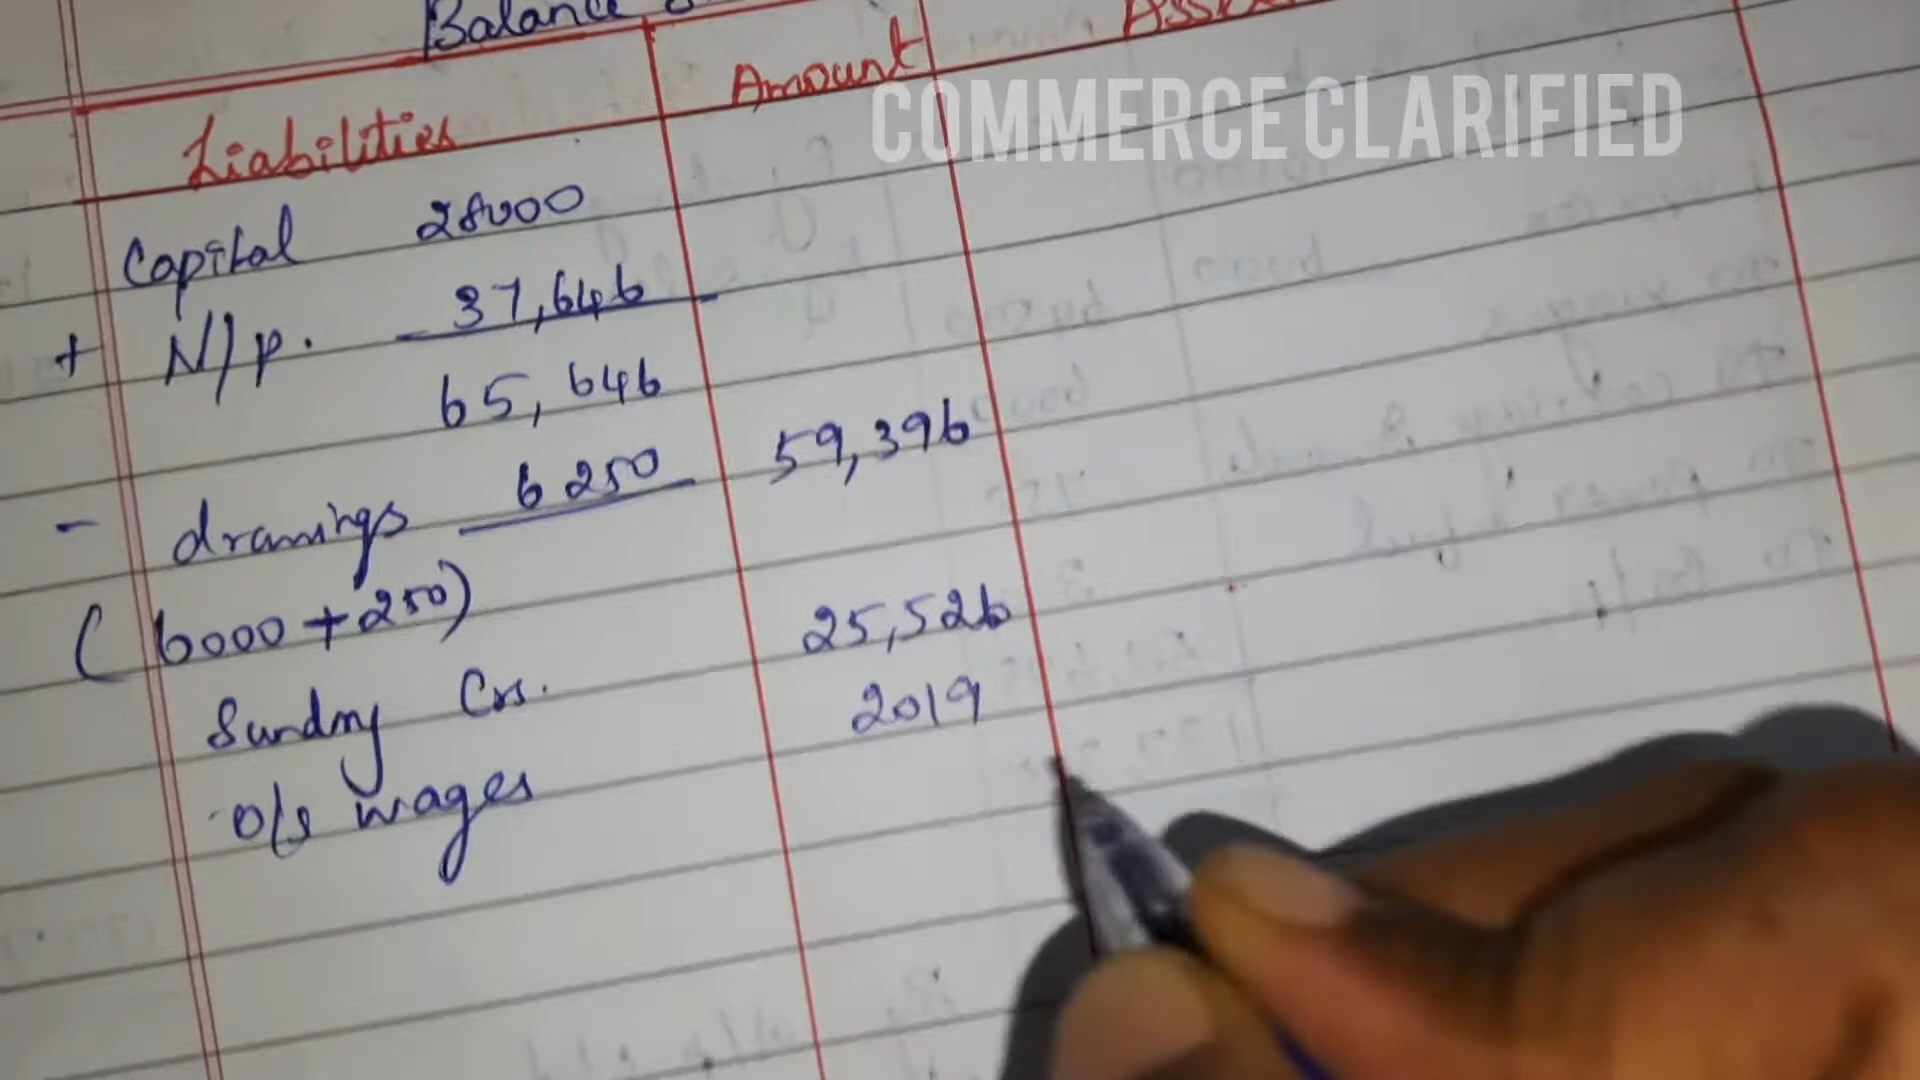 Balance
Liabilities Amount
COMMERCE CLARIFIED
Capital 28000
+ N/p. 37,646
65,646
- drawings 6250 59,396
(6000+250)
Sundry Crs. 25,526
o/s wages 2019